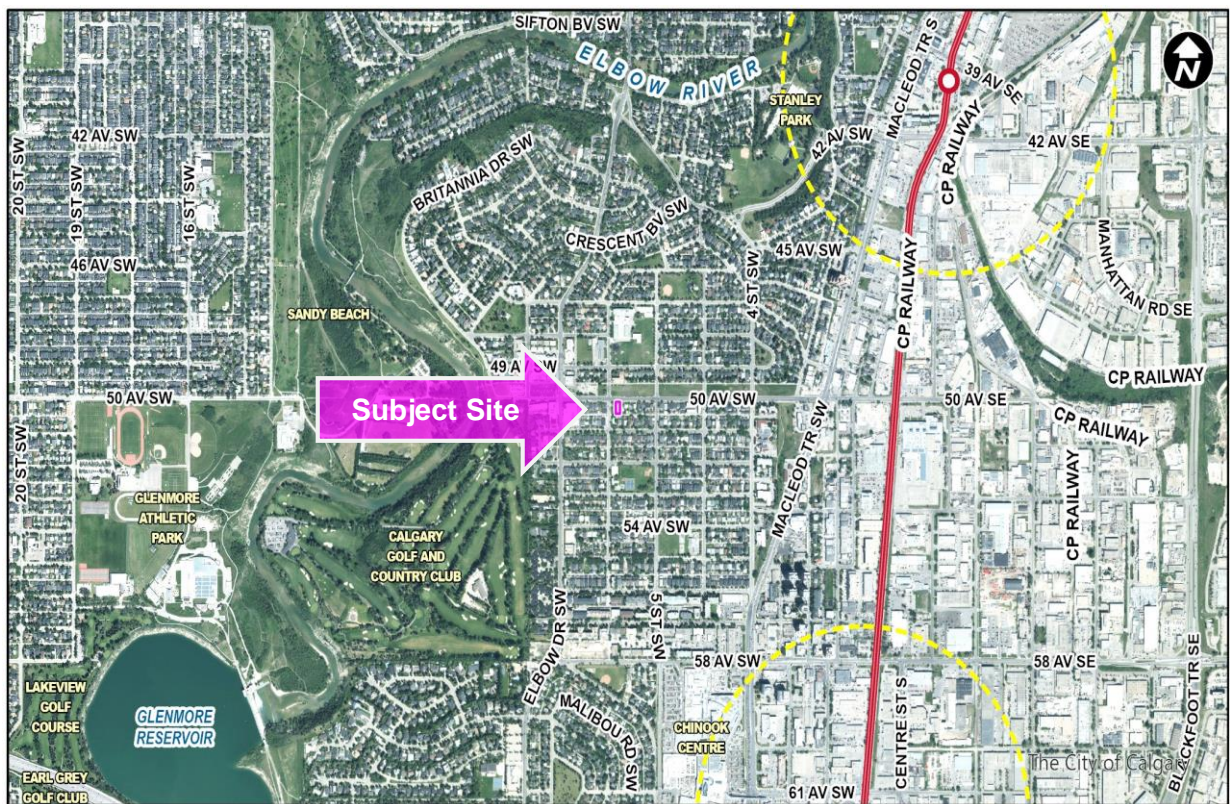 SIFTON BV SW
ELBOW RIVER
MACLEOD TR S
39 AV SE
N
STANLEY
PARK
42 AV SW
42 AV SW
42 AV SE
CP RAILWAY
20 ST SW
19 ST SW
16 ST SW
BRITANNIA DR SW
CRESCENT BV SW
45 AV SW
4 ST SW
46 AV SW
MANHATTAN RD SE
CP RAILWAY
SANDY BEACH
49 AV SW
CP RAILWAY
50 AV SW
Subject Site
50 AV SW
50 AV SE
CP RAILWAY
20 ST SW
MACLEOD TR SW
GLENMORE
ATHLETIC
PARK
CALGARY
GOLF AND
COUNTRY CLUB
54 AV SW
CP RAILWAY
ELBOW DR SW
5 ST SW
58 AV SW
58 AV SE
LAKEVIEW
GOLF
COURSE
GLENMORE
RESERVOIR
MALIBOU RD SW
CHINOOK
CENTRE
CENTRE ST S
BLACKFOOT TR SE
The City of Calgary
EARL GREY
GOLF CLUB
61 AV SW